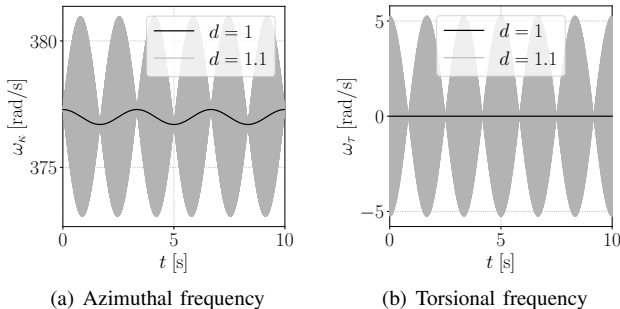 380
375
ω_κ [rad/s]
d = 1
d = 1.1
0
5
10
t [s]
(a) Azimuthal frequency
5
0
−5
ω_τ [rad/s]
d = 1
d = 1.1
0
5
10
t [s]
(b) Torsional frequency